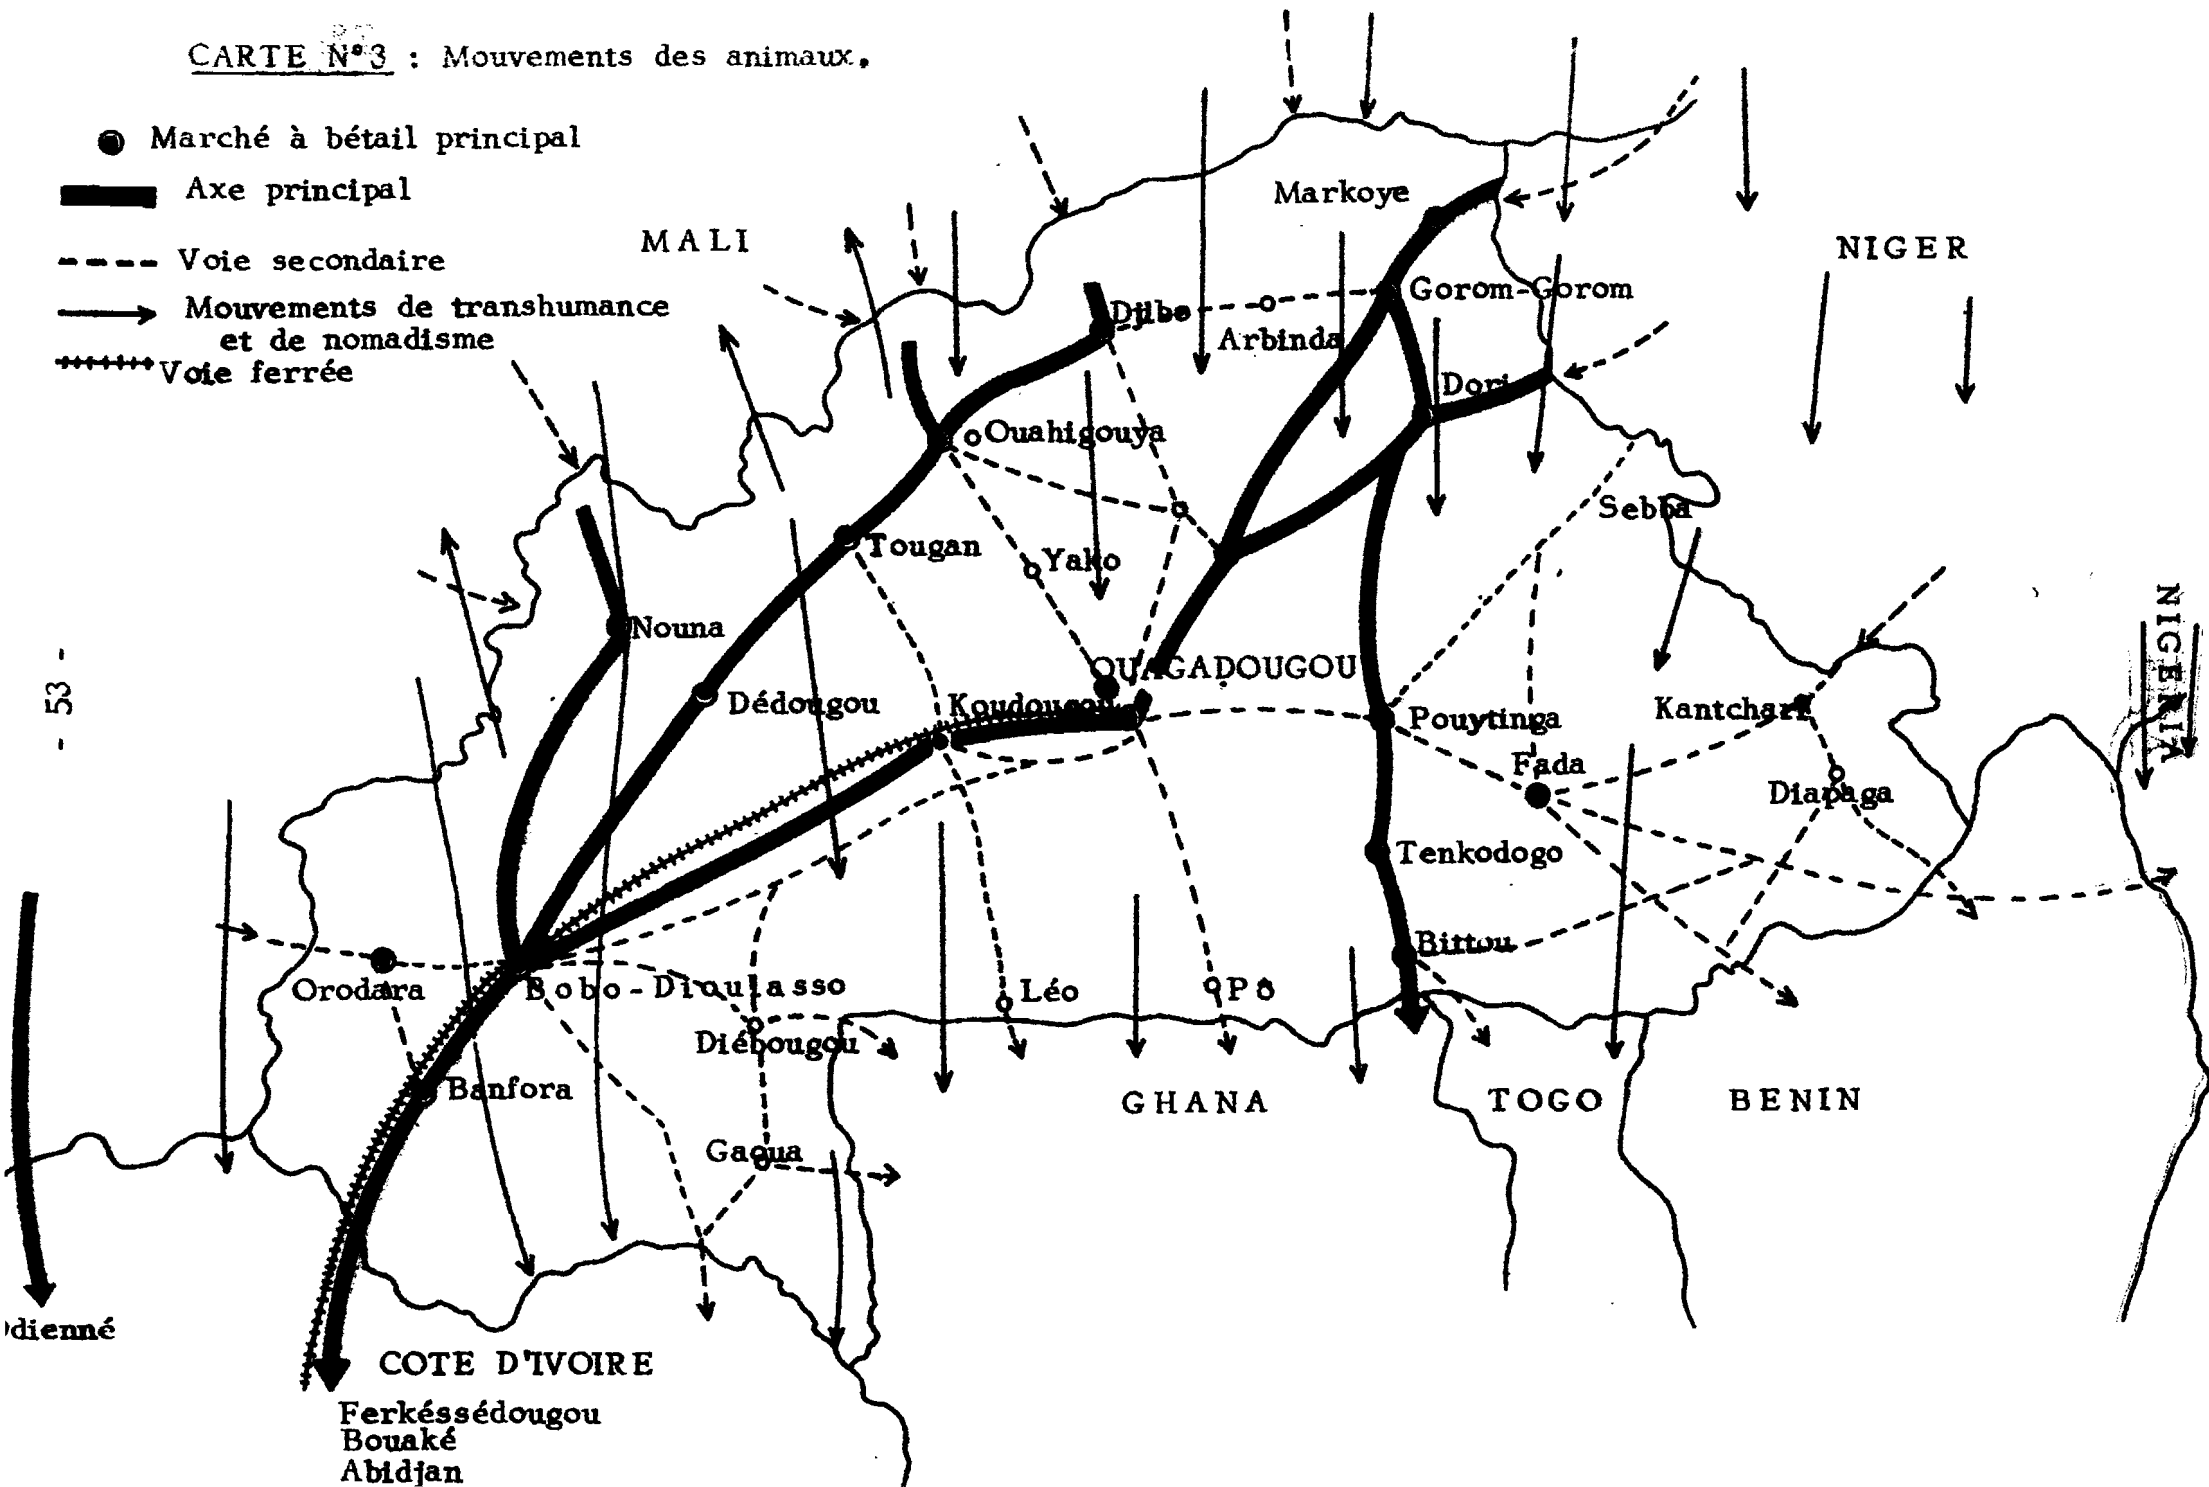 CARTE N°3 : Mouvements des animaux.
Marché à bétail principal
Axe principal
Voie secondaire
Mouvements de transhumance
et de nomadisme
Voie ferrée
MALI
NIGER
NIGERIA
Markoye
Gorom-Gorom
Djibo
Arbinda
Dori
Ouahigouya
Sebba
Tougan
Yako
Nouna
OUAGADOUGOU
Dédougou
Koudougou
Pouytinga
Kantchari
Fada
Diapaga
Tenkodogo
Bittou
Orodara
Bobo-Dioulasso
Léo
Pô
Diébougou
Banfora
GHANA
TOGO
BENIN
Gaoua
COTE D'IVOIRE
Ferkéssédougou
Bouaké
Abidjan
- 53 -